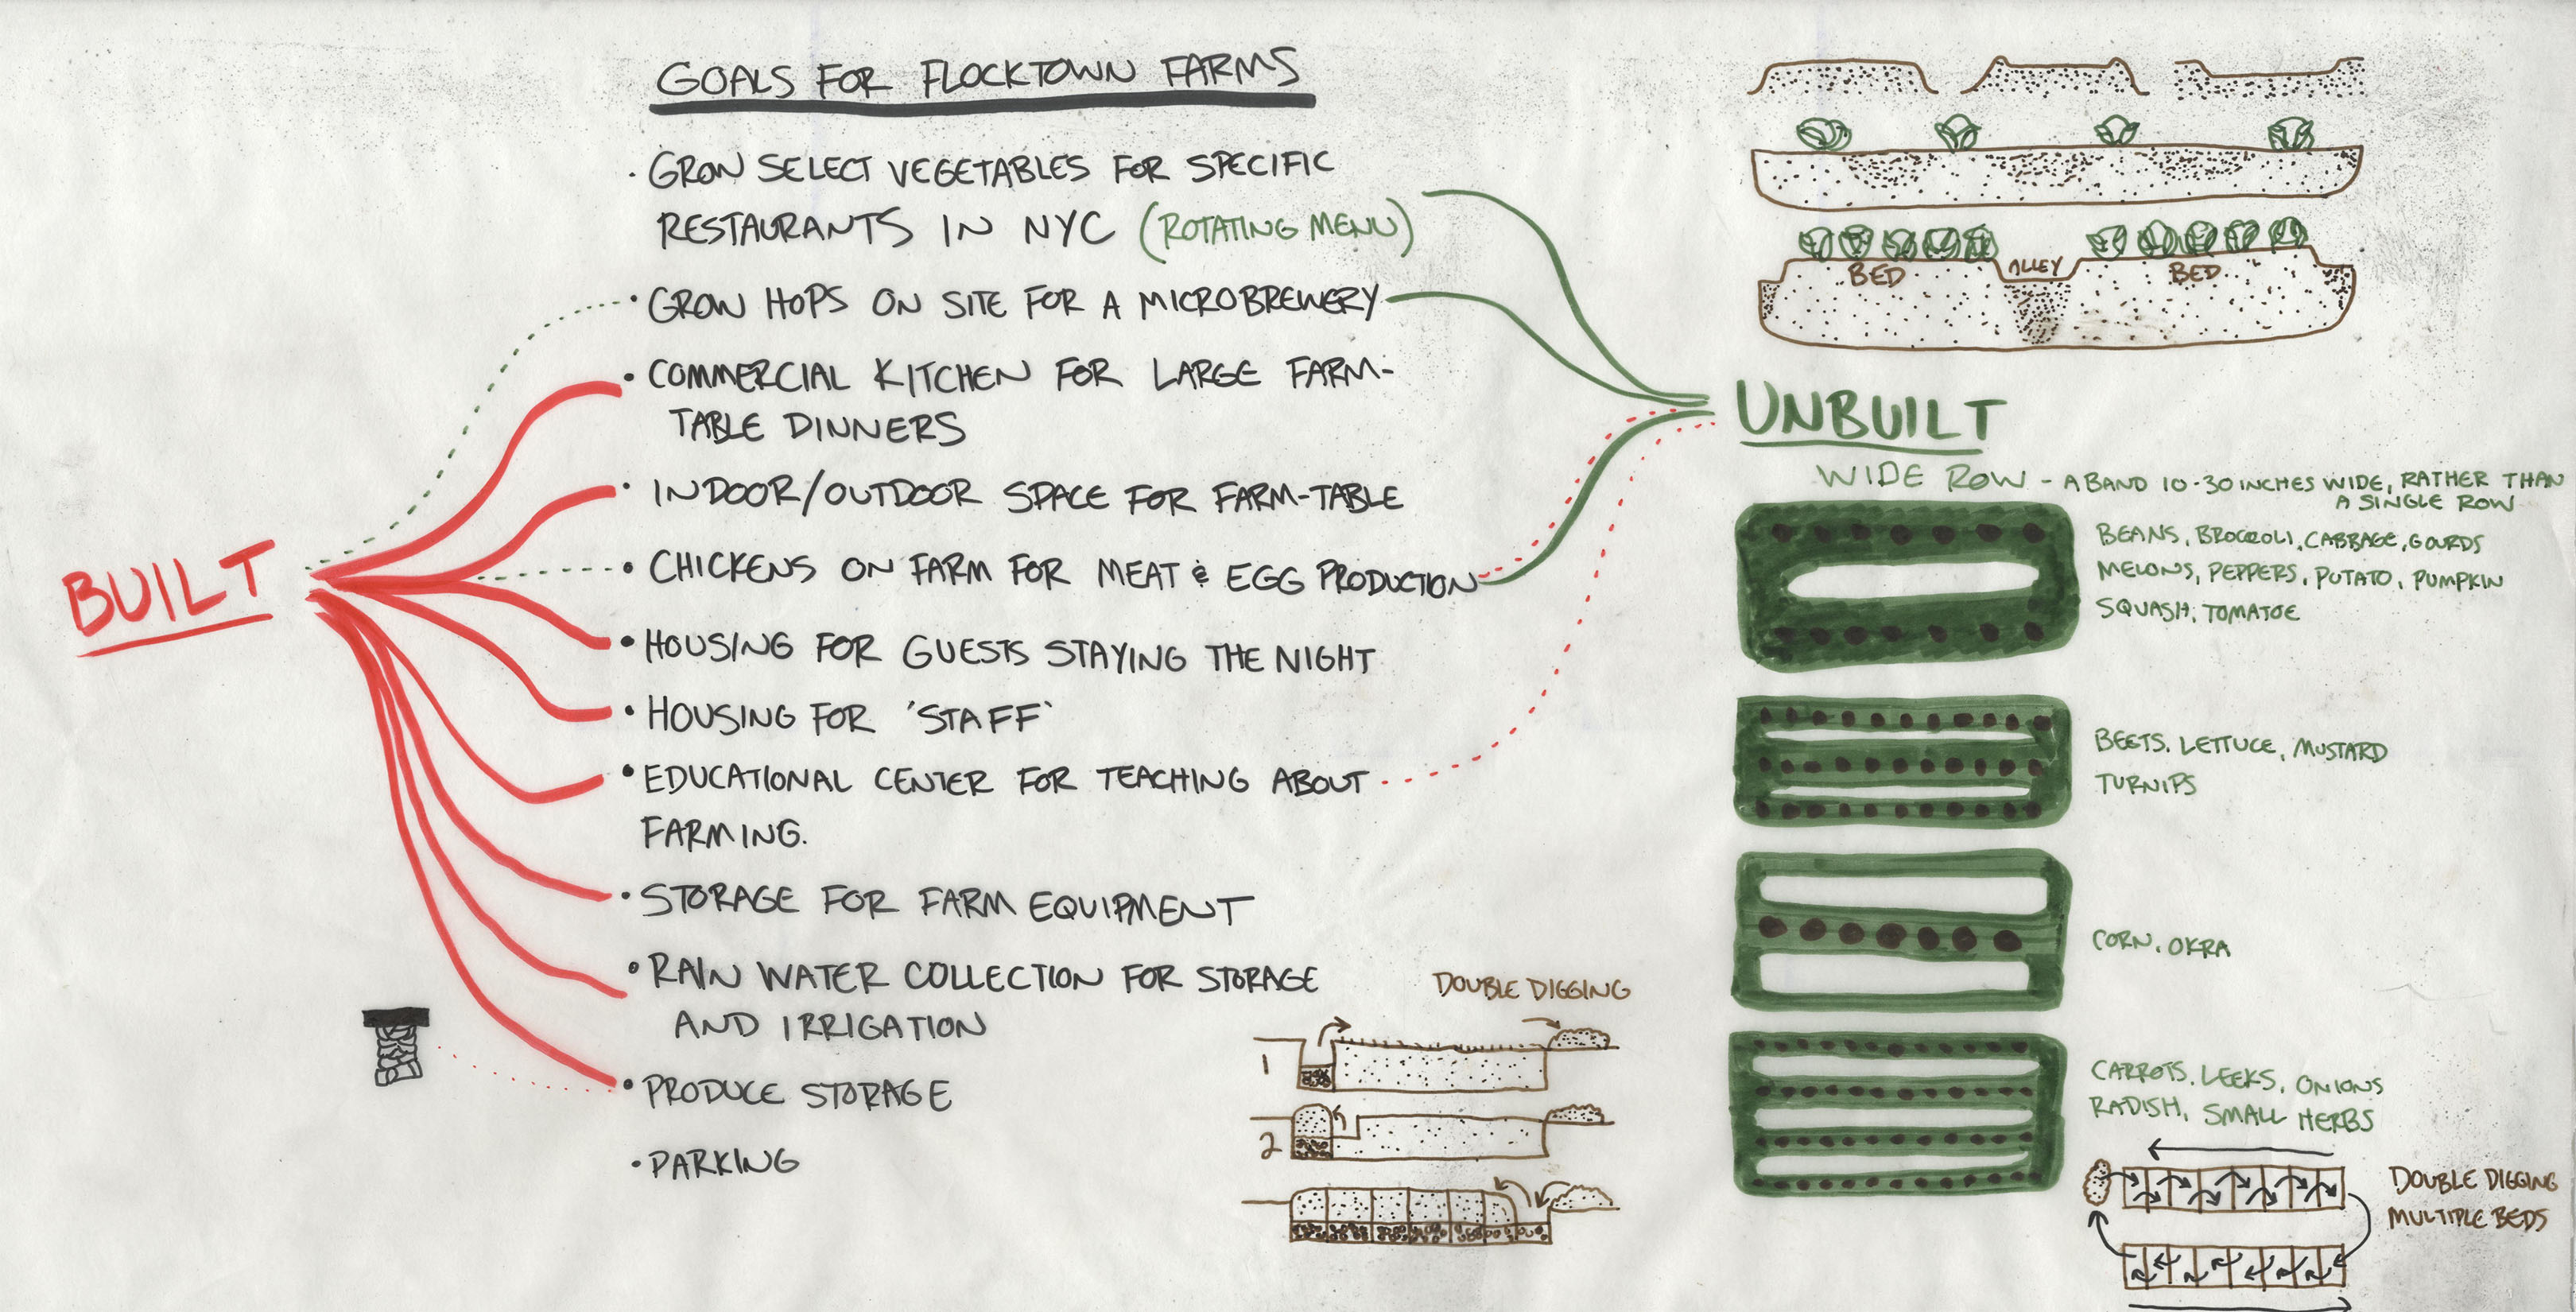 GOALS FOR FLOCKTOWN FARMS
· GROW SELECT VEGETABLES FOR SPECIFIC
RESTAURANTS IN NYC (ROTATING MENU)
· GROW HOPS ON SITE FOR A MICROBREWERY
· COMMERCIAL KITCHEN FOR LARGE FARM-
TABLE DINNERS
· INDOOR/OUTDOOR SPACE FOR FARM-TABLE
· CHICKENS ON FARM FOR MEAT & EGG PRODUCTION
· HOUSING FOR GUESTS STAYING THE NIGHT
· HOUSING FOR 'STAFF'
· EDUCATIONAL CENTER FOR TEACHING ABOUT
FARMING.
· STORAGE FOR FARM EQUIPMENT
· RAIN WATER COLLECTION FOR STORAGE
AND IRRIGATION
· PRODUCE STORAGE
· PARKING
BUILT
DOUBLE DIGGING
1
2
BED ALLEY BED
UNBUILT
WIDE ROW - A BAND 10-30 INCHES WIDE, RATHER THAN
A SINGLE ROW
BEANS, BROCCOLI, CABBAGE, GOURDS
MELONS, PEPPERS, POTATO, PUMPKIN
SQUASH, TOMATOE
BEETS, LETTUCE, MUSTARD
TURNIPS
CORN, OKRA
CARROTS, LEEKS, ONIONS
RADISH, SMALL HERBS
DOUBLE DIGGING
MULTIPLE BEDS